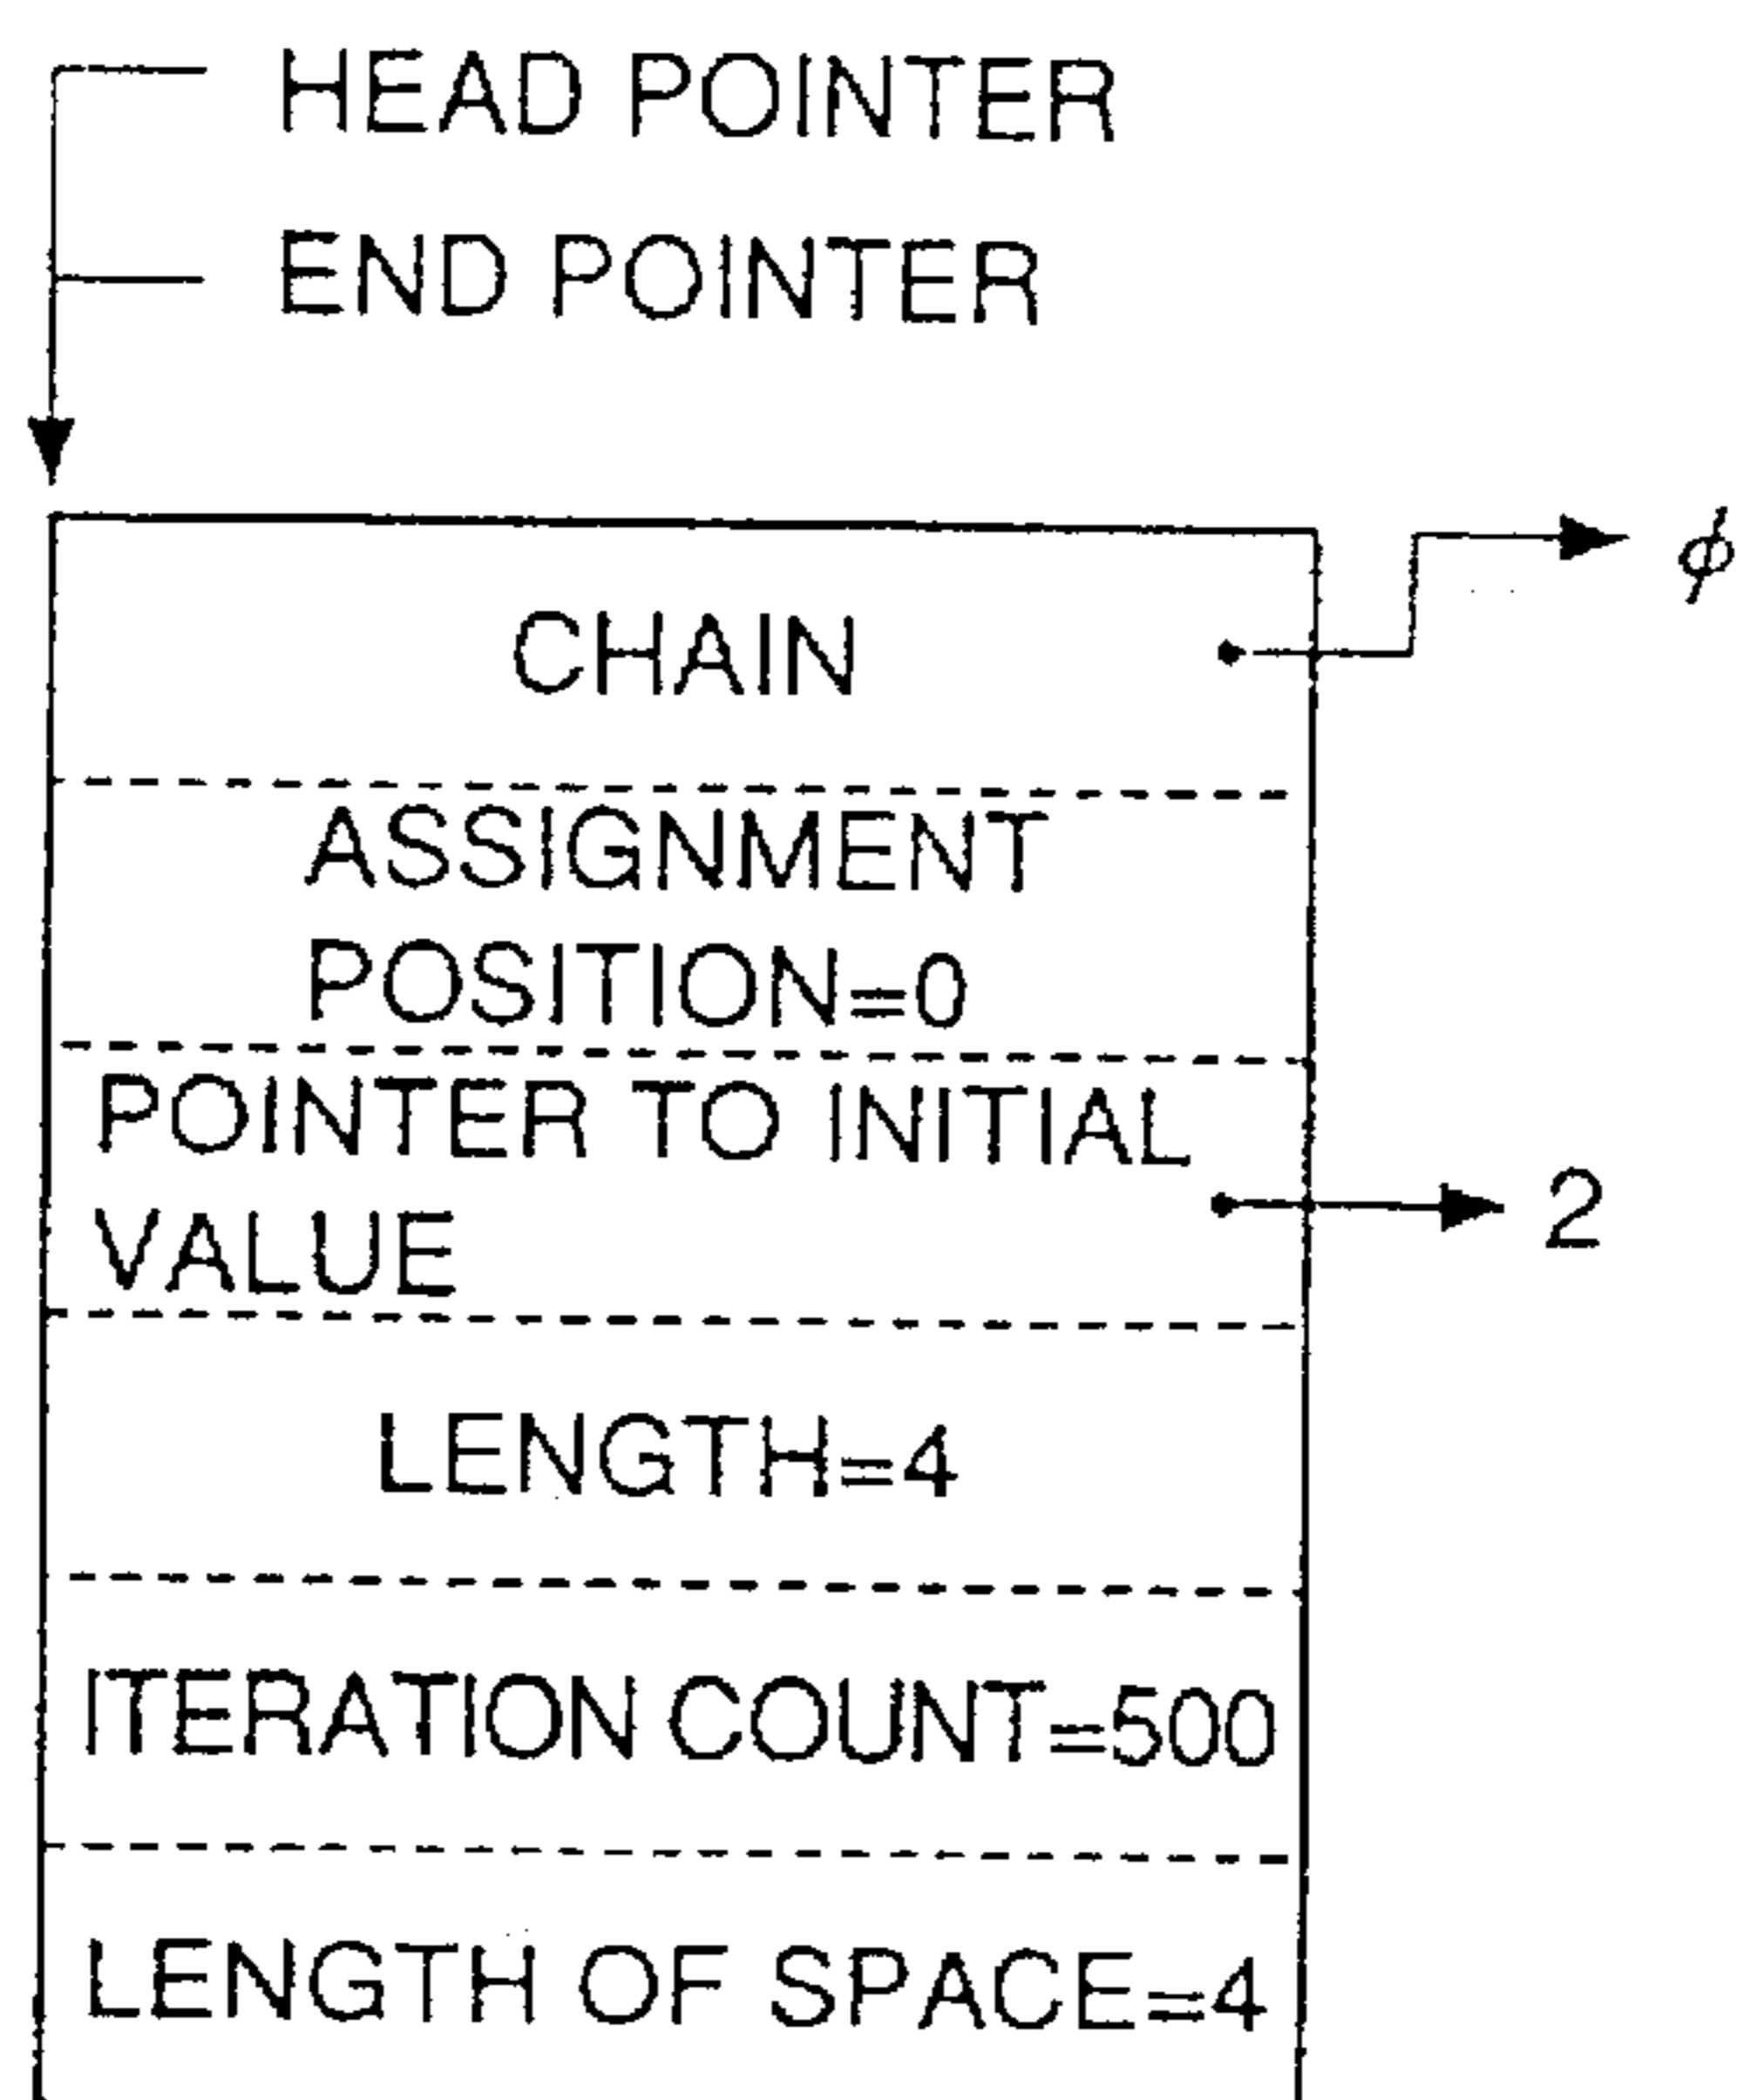 HEAD POINTER
END POINTER
ϕ
CHAIN
ASSIGNMENT
POSITION=0
POINTER TO INITIAL
VALUE
2
LENGTH=4
ITERATION COUNT=500
LENGTH OF SPACE=4